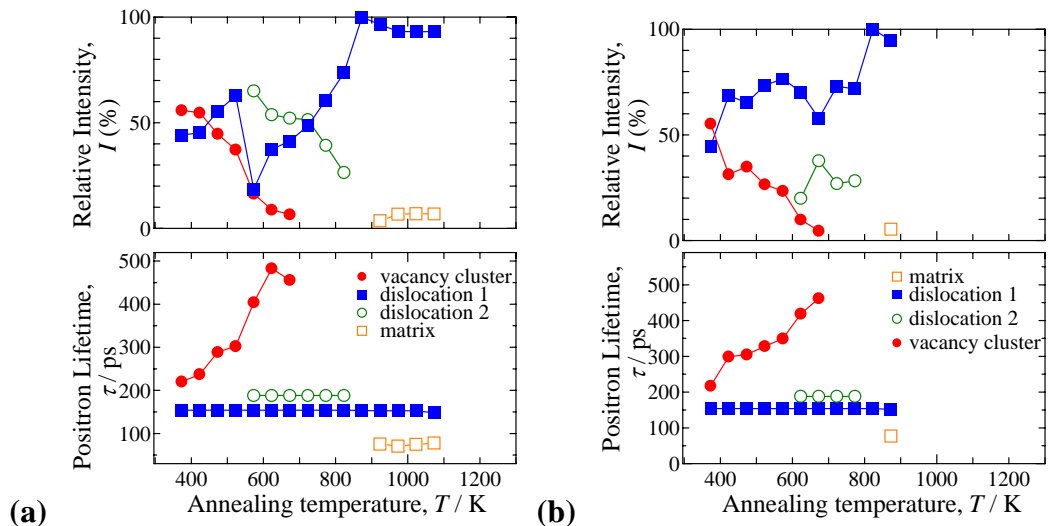 100
50
0
Relative Intensity,
I (%)
500
400
300
200
100
Positron Lifetime,
τ / ps
vacancy cluster
dislocation 1
dislocation 2
matrix
400 600 800 1000 1200
Annealing temperature, T / K
(a)
100
50
0
Relative Intensity,
I (%)
500
400
300
200
100
0
Positron Lifetime,
τ / ps
matrix
dislocation 1
dislocation 2
vacancy cluster
400 600 800 1000 1200
Annealing temperature, T / K
(b)